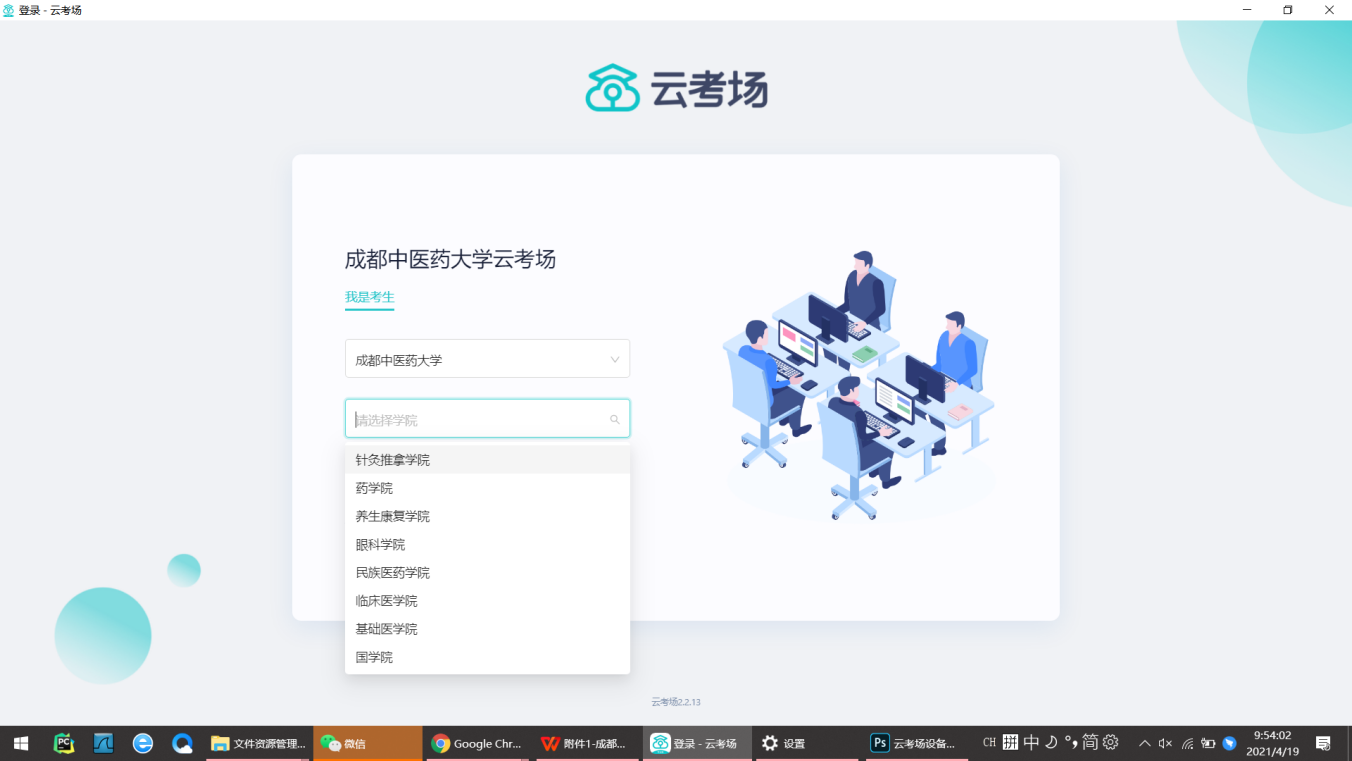 登录 - 云考场
云考场
成都中医药大学云考场
我是考生
成都中医药大学
请选择学院
针灸推拿学院
药学院
养生康复学院
眼科学院
民族医药学院
临床医学院
基础医学院
国学院
云考场2.2.13
PC
文件资源管理...
微信
Google Chr...
附件1-成都...
登录 - 云考场
设置
Ps
云考场设备...
CH
拼
中
简
9:54:02
2021/4/19